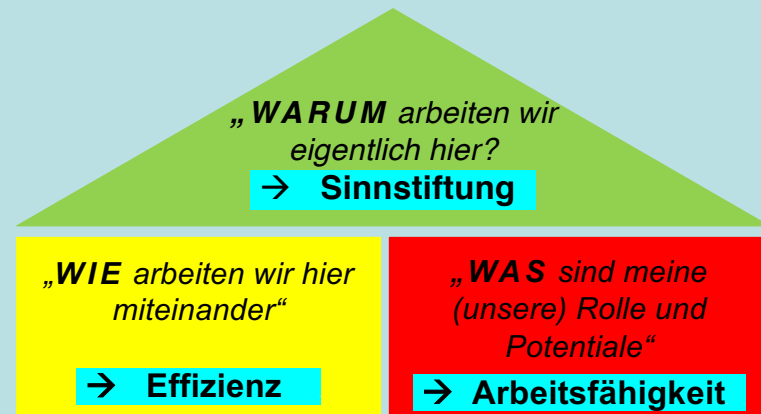 „WARUM arbeiten wir
eigentlich hier?
→ Sinnstiftung
„WIE arbeiten wir hier
miteinander“
→ Effizienz
„WAS sind meine
(unsere) Rolle und
Potentiale“
→ Arbeitsfähigkeit